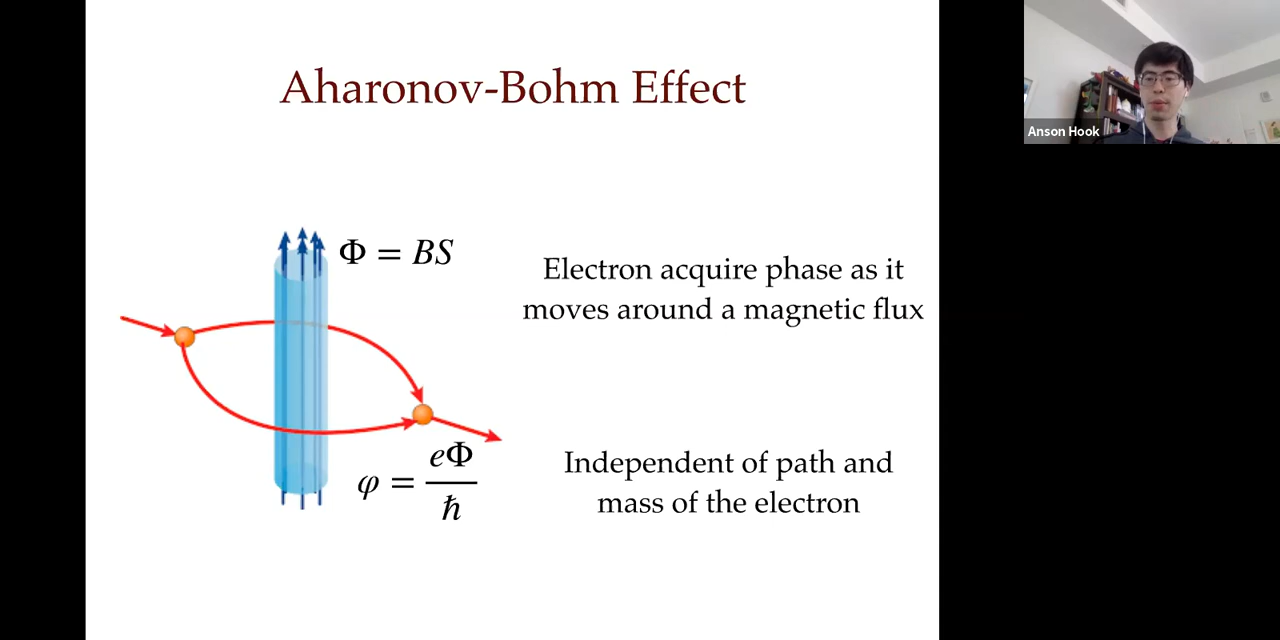 Aharonov-Bohm Effect
Anson Hook
Φ = BS
Electron acquire phase as it
moves around a magnetic flux
φ = eΦ/ħ
Independent of path and
mass of the electron